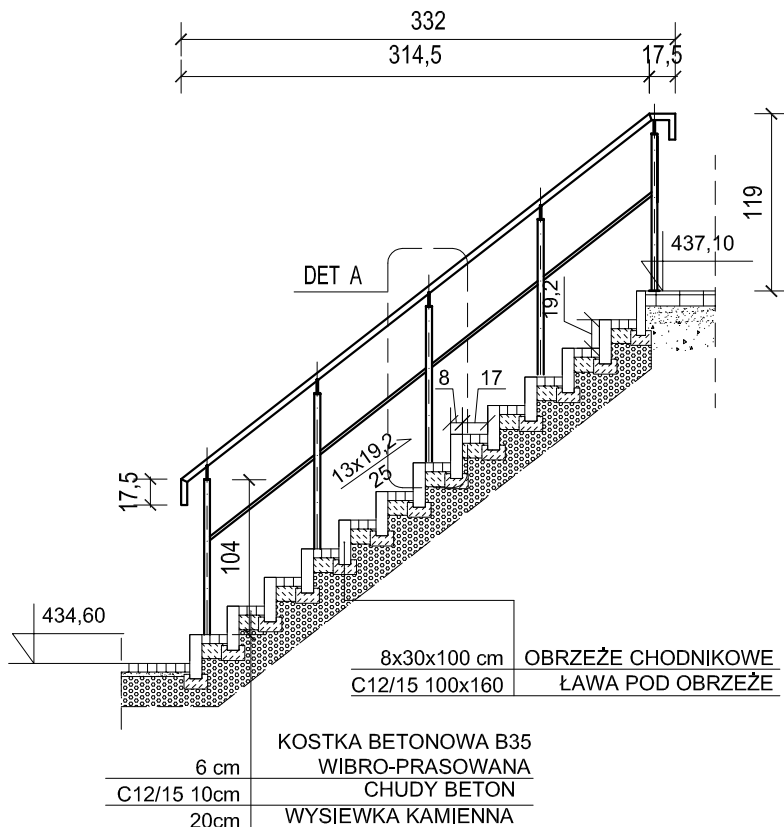 332
314,5 17,5
119
437,10
DET A
19,2
8 17
13x19,2
25
17,5
104
434,60
8x30x100 cm OBRZEŻE CHODNIKOWE
C12/15 100x160 ŁAWA POD OBRZEŻE
KOSTKA BETONOWA B35
6 cm WIBRO-PRASOWANA
C12/15 10cm CHUDY BETON
20cm WYSIEWKA KAMIENNA